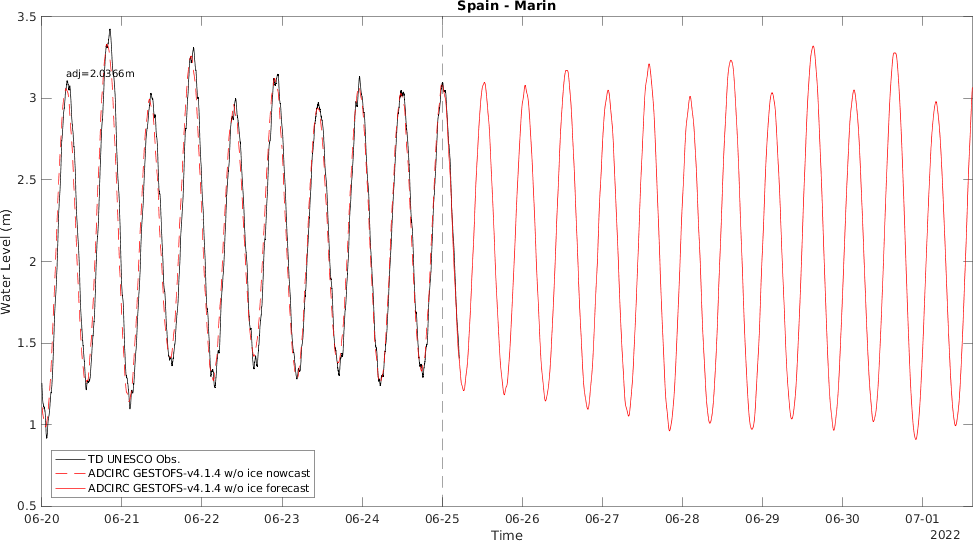 Spain - Marin
3.5
3
2.5
2
1.5
1
0.5
Water Level (m)
adj=2.0366m
TD UNESCO Obs.
ADCIRC GESTOFS-v4.1.4 w/o ice nowcast
ADCIRC GESTOFS-v4.1.4 w/o ice forecast
06-20 06-21 06-22 06-23 06-24 06-25 06-26 06-27 06-28 06-29 06-30 07-01
Time
2022